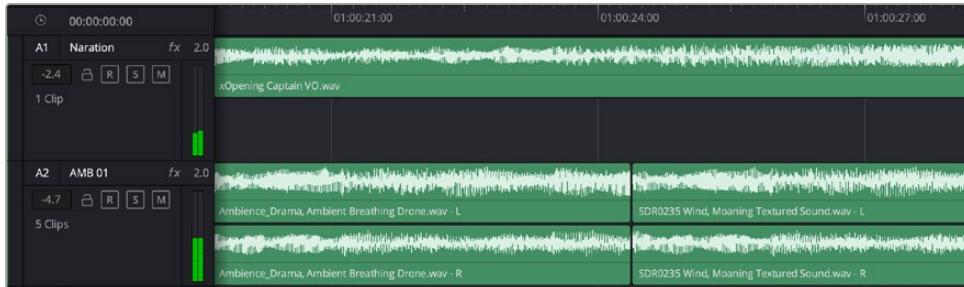 00:00:00:00
01:00:21:00 01:00:24:00 01:00:27:00
A1 Naration fx 2.0
-2.4 R S M
1 Clip
xOpening Captain VO.wav
A2 AMB 01 fx 2.0
-4.7 R S M
5 Clips
Ambience_Drama, Ambient Breathing Drone.wav - L
SDR0235 Wind, Moaning Textured Sound.wav - L
Ambience_Drama, Ambient Breathing Drone.wav - R
SDR0235 Wind, Moaning Textured Sound.wav - R